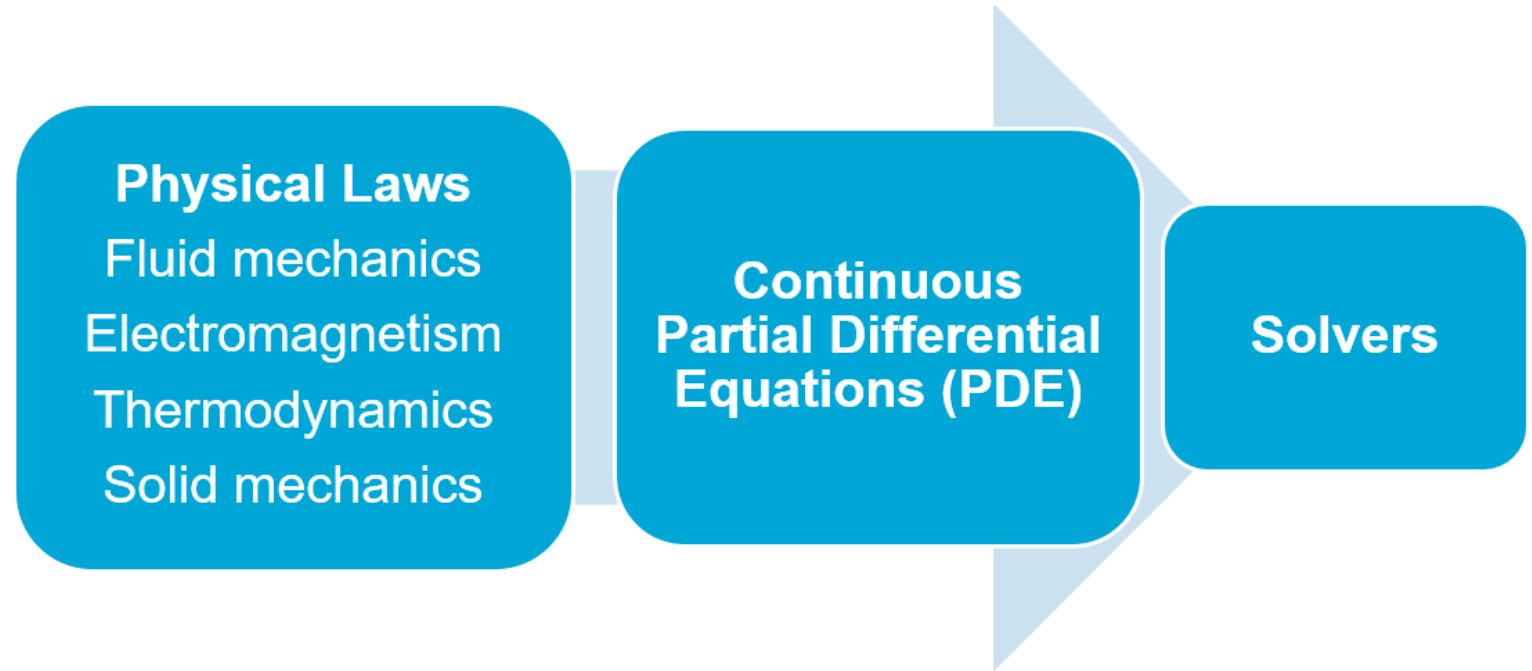 Physical Laws
Fluid mechanics
Electromagnetism
Thermodynamics
Solid mechanics
Continuous
Partial Differential
Equations (PDE)
Solvers